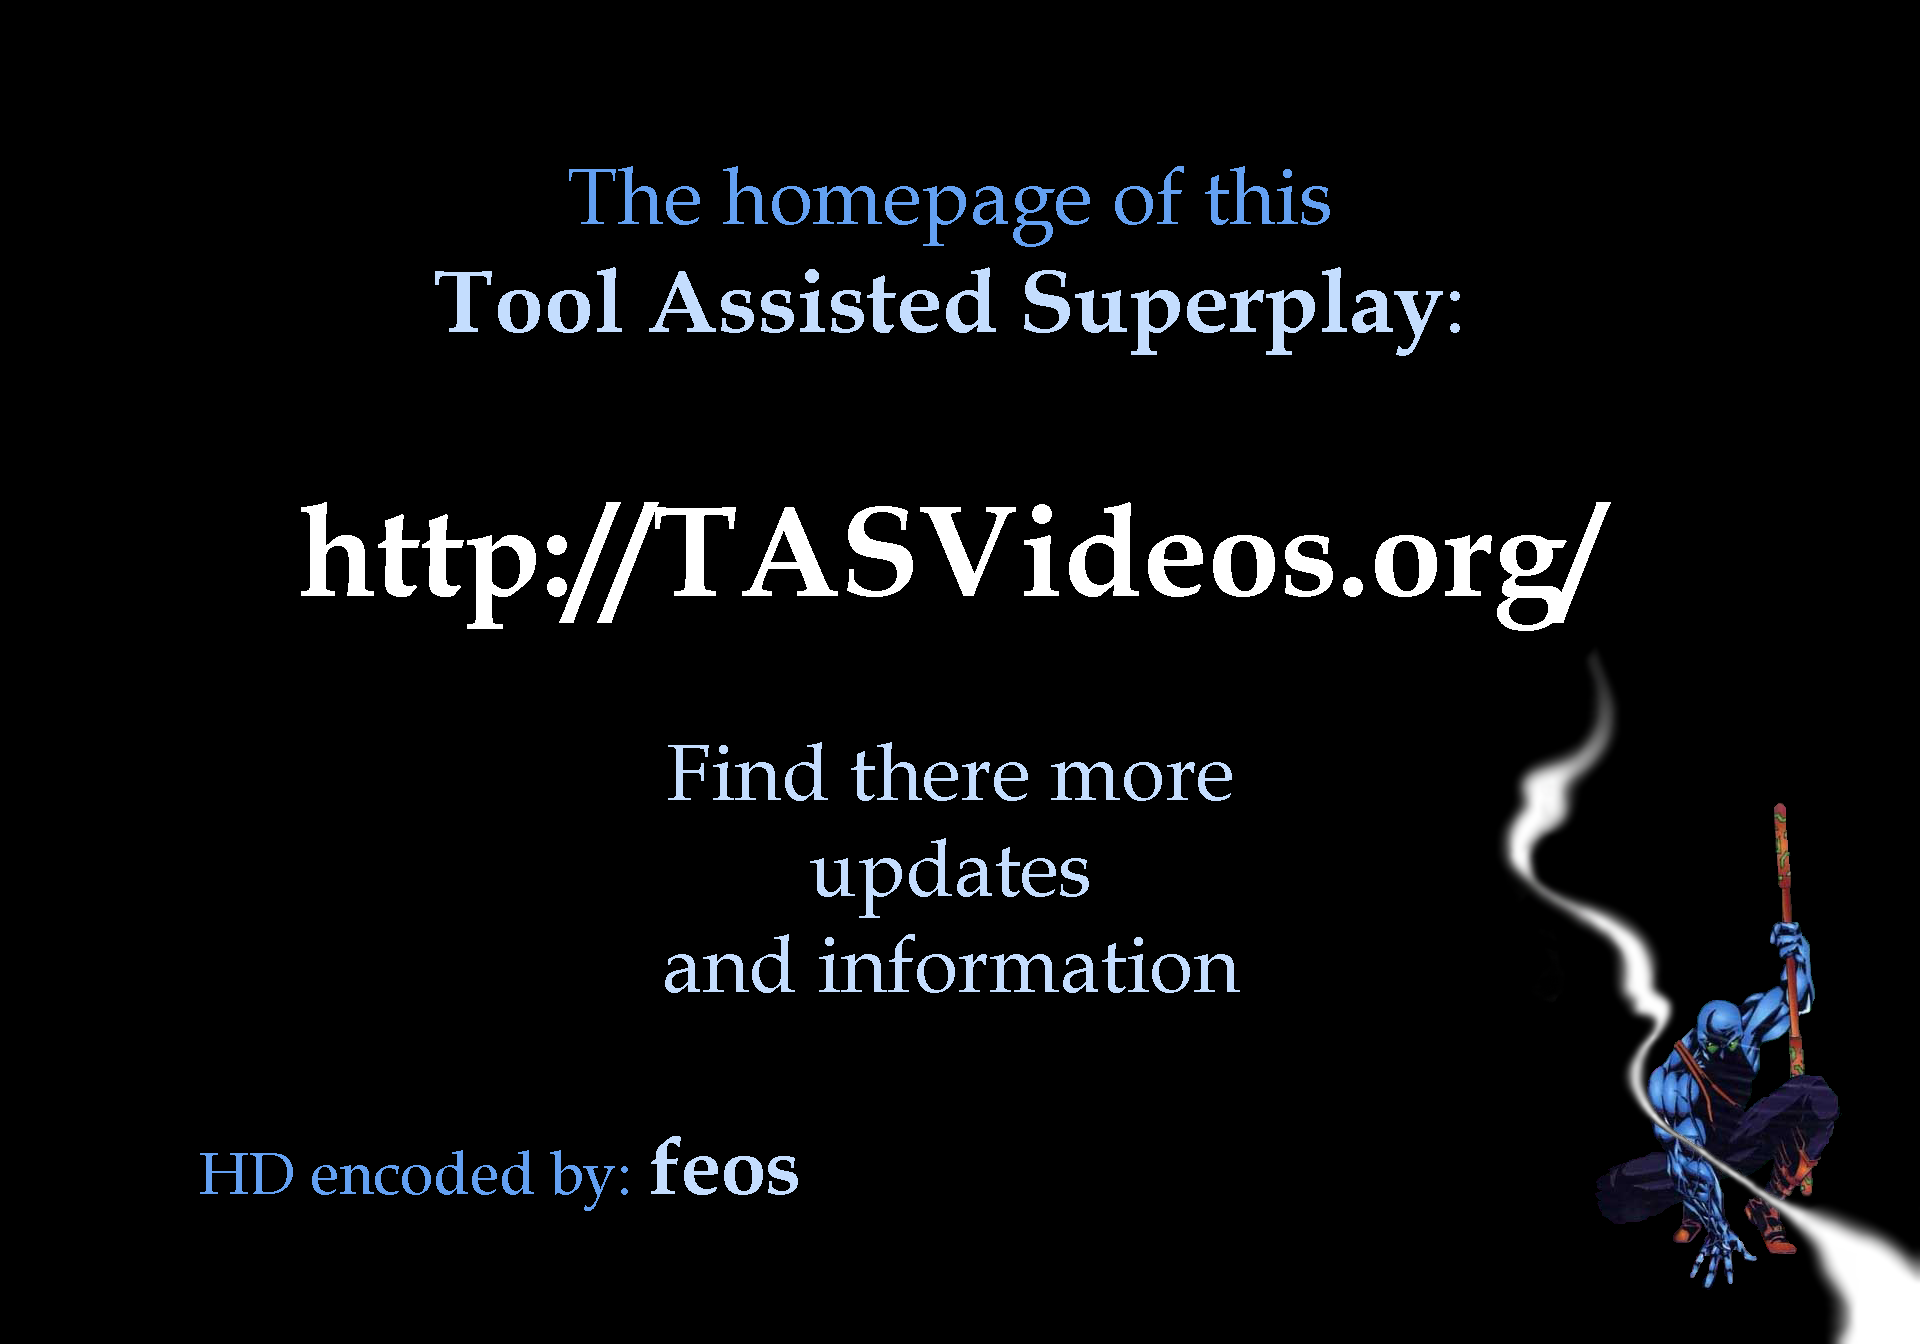 The homepage of this
Tool Assisted Superplay:
http://TASVideos.org/
Find there more
updates
and information
HD encoded by: feos